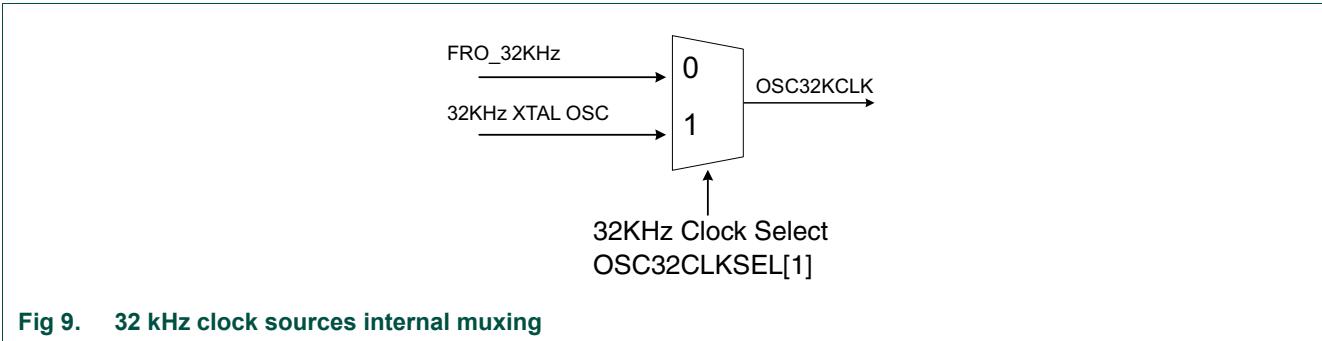 FRO_32KHz
0
OSC32KCLK
32KHz XTAL OSC
1
32KHz Clock Select
OSC32CLKSEL[1]
Fig 9. 32 kHz clock sources internal muxing